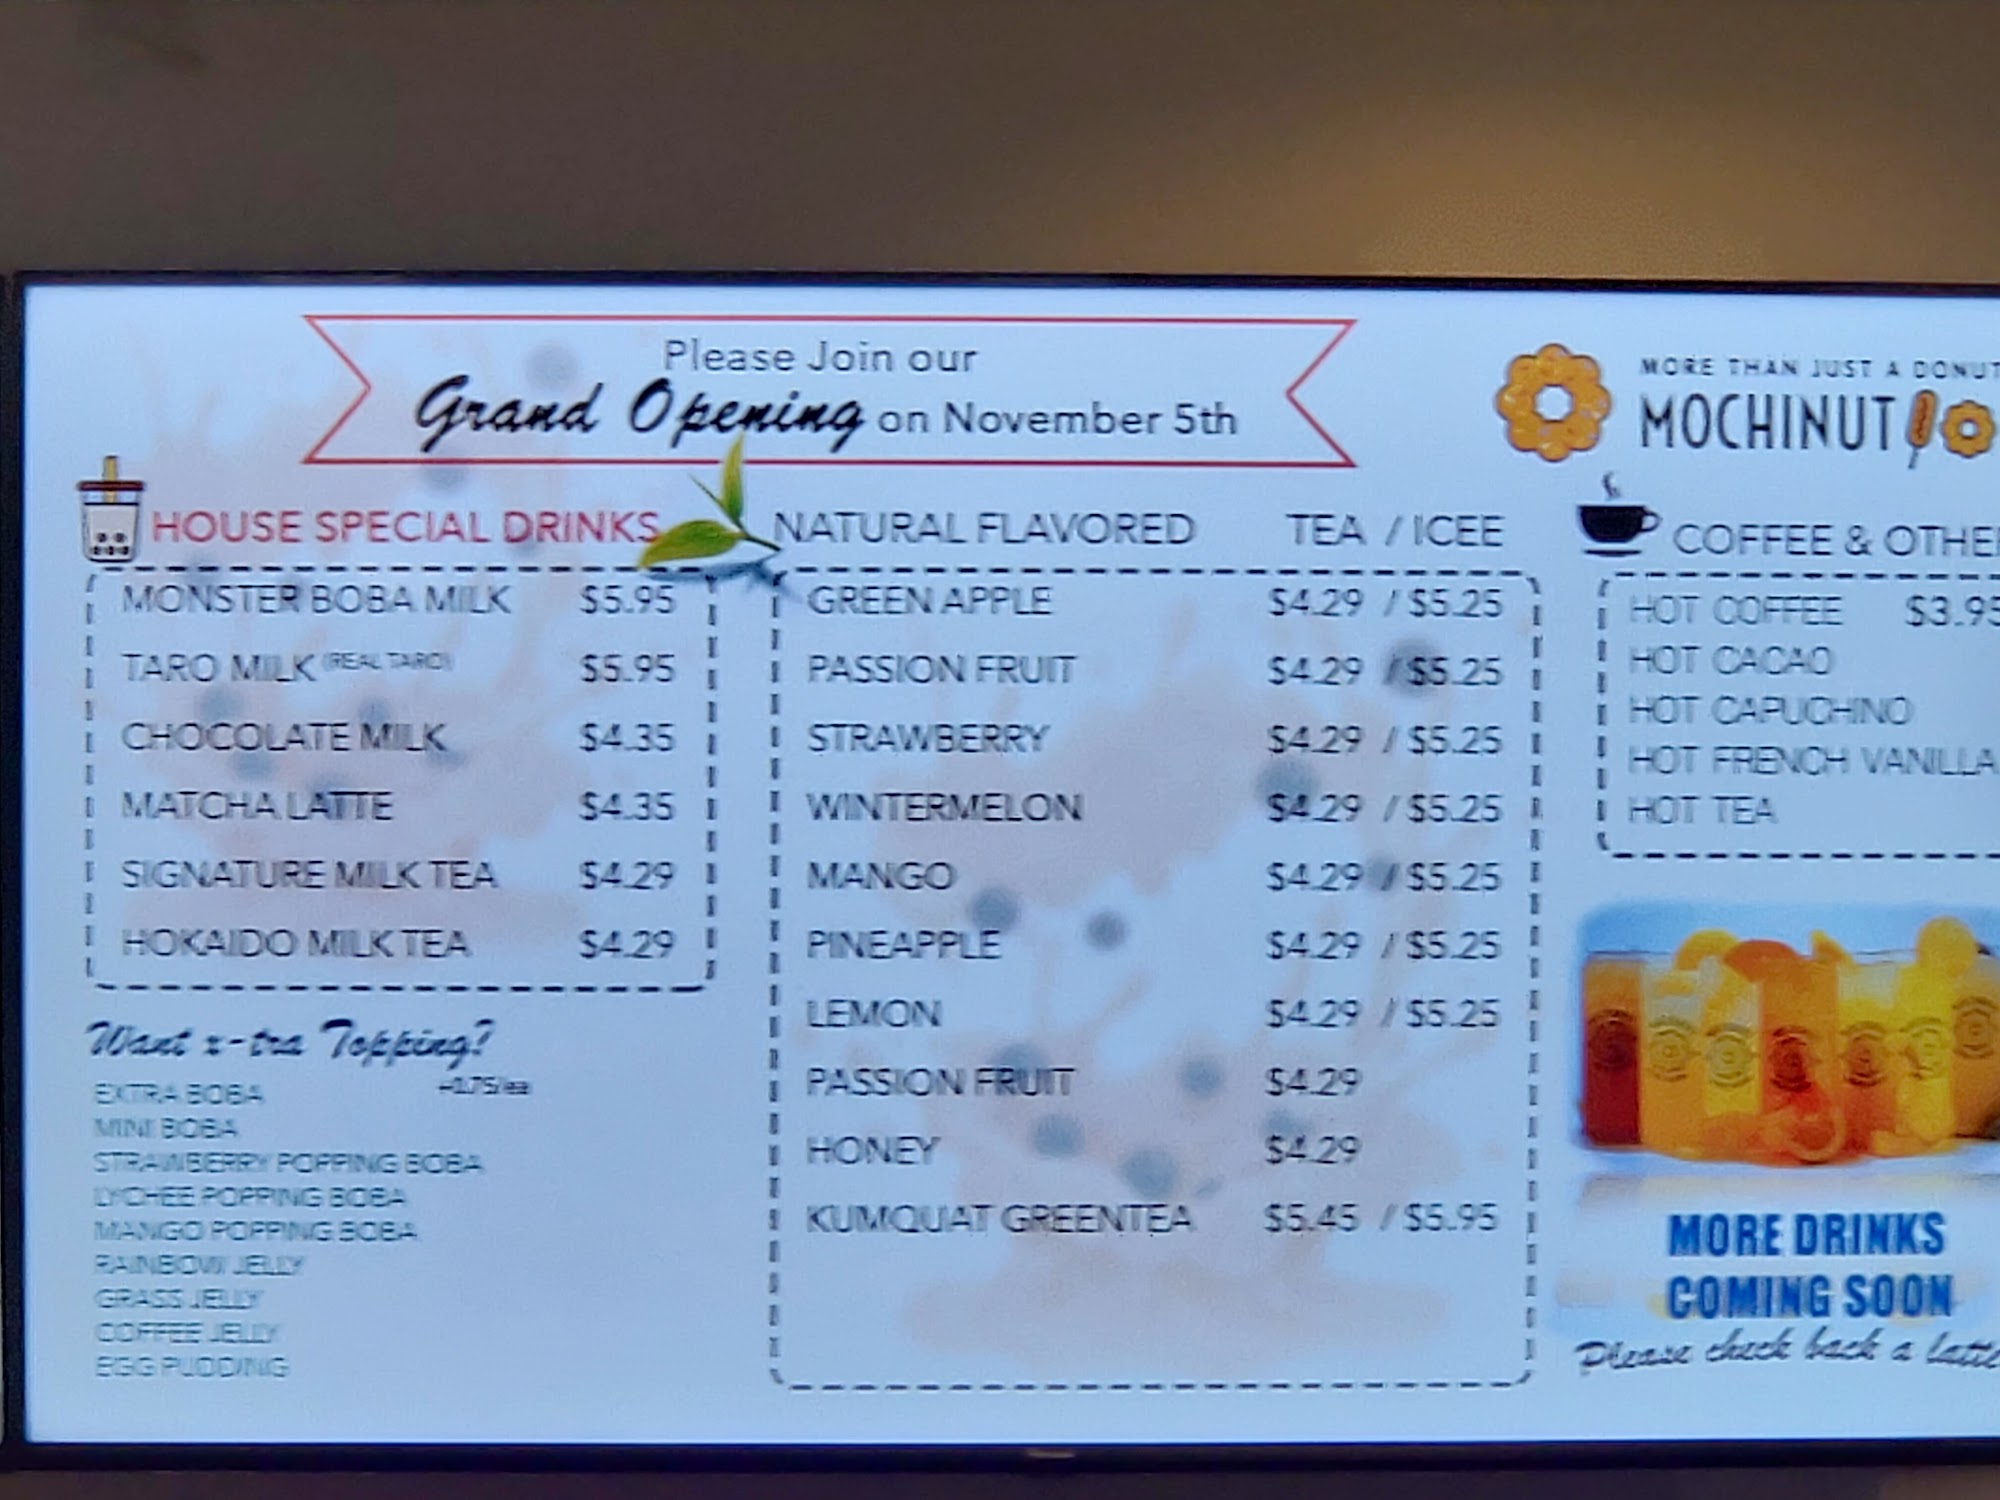 Please Join our
Grand Opening on November 5th
MORE THAN JUST A DONUT
MOCHINUT
HOUSE SPECIAL DRINKS
MONSTER BOBA MILK $5.95
TARO MILK (REAL TARO) $5.95
CHOCOLATE MILK $4.35
MATCHA LATTE $4.35
SIGNATURE MILK TEA $4.29
HOKAIDO MILK TEA $4.29
Want x-tra Topping?
+0.75/ea
EXTRA BOBA
MINI BOBA
STRAWBERRY POPPING BOBA
LYCHEE POPPING BOBA
MANGO POPPING BOBA
RAINBOW JELLY
GRASS JELLY
COFFEE JELLY
EGG PUDDING
NATURAL FLAVORED TEA / ICEE
GREEN APPLE $4.29 / $5.25
PASSION FRUIT $4.29 / $5.25
STRAWBERRY $4.29 / $5.25
WINTERMELON $4.29 / $5.25
MANGO $4.29 / $5.25
PINEAPPLE $4.29 / $5.25
LEMON $4.29 / $5.25
PASSION FRUIT $4.29
HONEY $4.29
KUMQUAT GREENTEA $5.45 / $5.95
COFFEE & OTHER
HOT COFFEE $3.95
HOT CACAO
HOT CAPUCHINO
HOT FRENCH VANILLA
HOT TEA
MORE DRINKS
COMING SOON
Please check back a latte